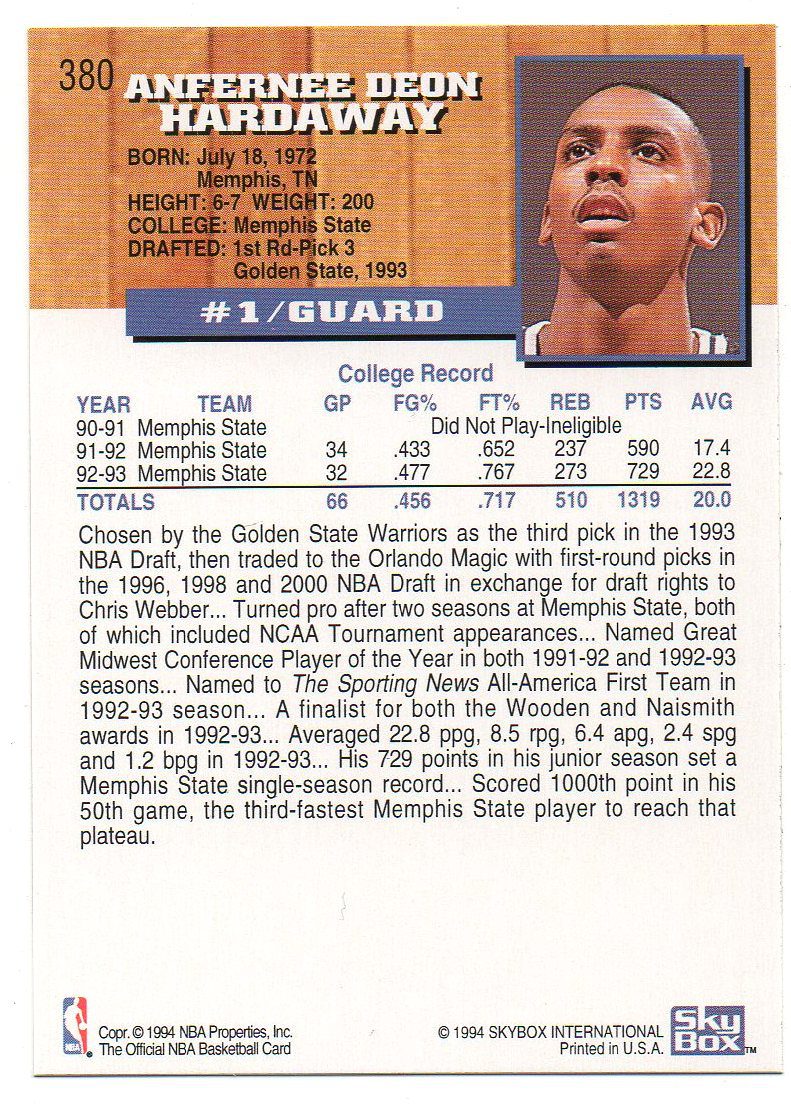 380
ANFERNEE DEON
HARDAWAY
BORN: July 18, 1972
Memphis, TN
HEIGHT: 6-7 WEIGHT: 200
COLLEGE: Memphis State
DRAFTED: 1st Rd-Pick 3
Golden State, 1993
#1/GUARD
College Record
YEAR TEAM GP FG% FT% REB PTS AVG
90-91 Memphis State Did Not Play-Ineligible
91-92 Memphis State 34 .433 .652 237 590 17.4
92-93 Memphis State 32 .477 .767 273 729 22.8
TOTALS 66 .456 .717 510 1319 20.0
Chosen by the Golden State Warriors as the third pick in the 1993
NBA Draft, then traded to the Orlando Magic with first-round picks in
the 1996, 1998 and 2000 NBA Draft in exchange for draft rights to
Chris Webber... Turned pro after two seasons at Memphis State, both
of which included NCAA Tournament appearances... Named Great
Midwest Conference Player of the Year in both 1991-92 and 1992-93
seasons... Named to The Sporting News All-America First Team in
1992-93 season... A finalist for both the Wooden and Naismith
awards in 1992-93... Averaged 22.8 ppg, 8.5 rpg, 6.4 apg, 2.4 spg
and 1.2 bpg in 1992-93... His 729 points in his junior season set a
Memphis State single-season record... Scored 1000th point in his
50th game, the third-fastest Memphis State player to reach that
plateau.
NBA
Copr. © 1994 NBA Properties, Inc.
The Official NBA Basketball Card
© 1994 SKYBOX INTERNATIONAL
Printed in U.S.A.
Sky
Box™